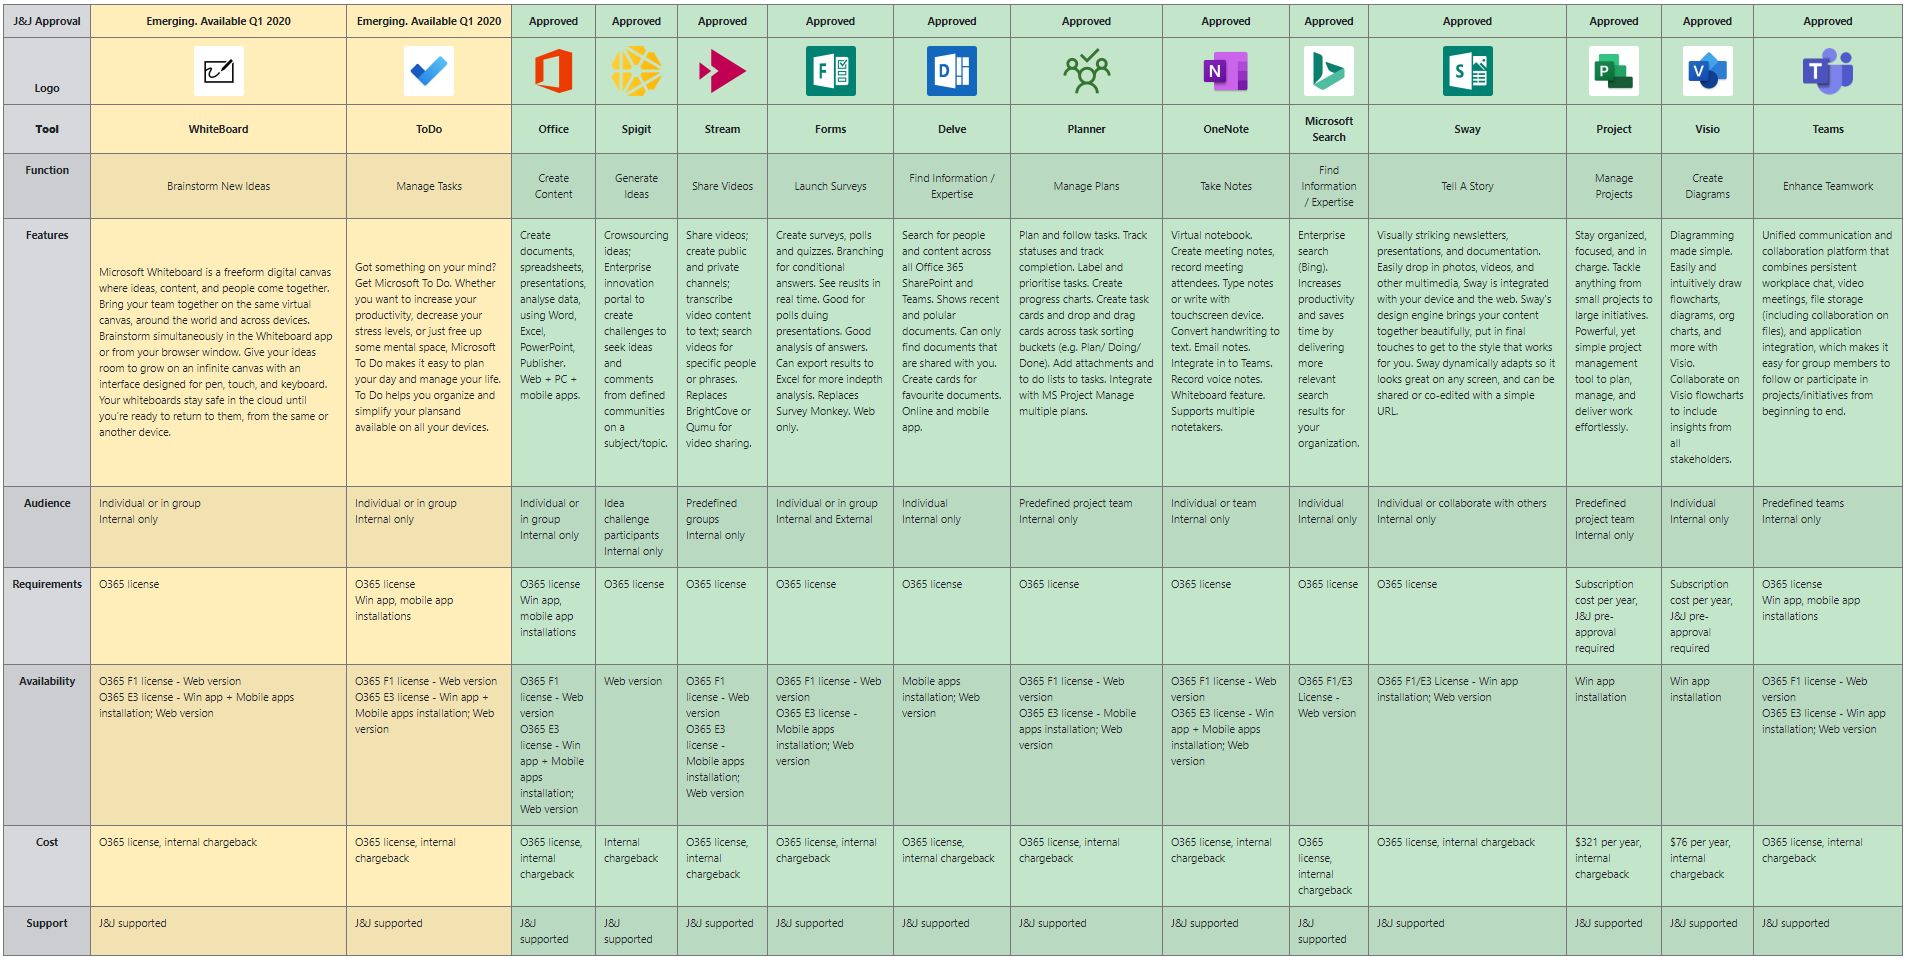 J&J Approval
Emerging. Available Q1 2020
Emerging. Available Q1 2020
Approved
Approved
Approved
Approved
Approved
Approved
Approved
Approved
Approved
Approved
Approved
Approved
Logo
F
D
N
S
P
V
T
Tool
WhiteBoard
ToDo
Office
Spigit
Stream
Forms
Delve
Planner
OneNote
Microsoft
Search
Sway
Project
Visio
Teams
Function
Brainstorm New Ideas
Manage Tasks
Create
Content
Generate
Ideas
Share Videos
Launch Surveys
Find Information /
Expertise
Manage Plans
Take Notes
Find
Information
/ Expertise
Tell A Story
Manage
Projects
Create
Diagrams
Enhance Teamwork
Features
Microsoft Whiteboard is a freeform digital canvas
where ideas, content, and people come together.
Bring your team together on the same virtual
canvas, around the world and across devices.
Brainstorm simultaneously in the Whiteboard app
or from your browser window. Give your ideas
room to grow on an infinite canvas with an
interface designed for pen, touch, and keyboard.
Your whiteboards stay safe in the cloud until
you're ready to return to them, from the same or
another device.
Got something on your mind?
Get Microsoft To Do. Whether
you want to increase your
productivity, decrease your
stress levels, or just free up
some mental space, Microsoft
To Do makes it easy to plan
your day and manage your life.
To Do helps you organize and
simplify your plansand
available on all your devices.
Create
documents,
spreadsheets,
presentations,
analyse data,
using Word,
Excel,
PowerPoint,
Publisher.
Web + PC +
mobile apps.
Crowsourcing
ideas;
Enterprise
innovation
portal to
create
challenges to
seek ideas
and
comments
from defined
communities
on a
subject/topic.
Share videos;
create public
and private
channels;
transcribe
video content
to text; search
videos for
specific people
or phrases.
Replaces
BrightCove or
Qumu for
video sharing.
Create surveys, polls
and quizzes. Branching
for conditional
answers. See reuslts in
real time. Good for
polls duing
presentations. Good
analysis of answers.
Can export results to
Excel for more indepth
analysis. Replaces
Survey Monkey. Web
only.
Search for people
and content across
all Office 365
SharePoint and
Teams. Shows recent
and polular
documents. Can only
find documents that
are shared with you.
Create cards for
favourite documents.
Online and mobile
app.
Plan and follow tasks. Track
statuses and track
completion. Label and
prioritise tasks. Create
progress charts. Create task
cards and drop and drag
cards across task sorting
buckets (e.g. Plan/ Doing/
Done). Add attachments and
to do lists to tasks. Integrate
with MS Project Manage
multiple plans.
Virtual notebook.
Create meeting notes,
record meeting
attendees. Type notes
or write with
touchscreen device.
Convert handwriting to
text. Email notes.
Integrate in to Teams.
Record voice notes.
Whiteboard feature.
Supports multiple
notetakers.
Enterprise
search
(Bing).
Increases
productivity
and saves
time by
delivering
more
relevant
search
results for
your
organization.
Visually striking newsletters,
presentations, and documentation.
Easily drop in photos, videos, and
other multimedia, Sway is integrated
with your device and the web. Sway's
design engine brings your content
together beautifully, put in final
touches to get to the style that works
for you. Sway dynamically adapts so it
looks great on any screen, and can be
shared or co-edited with a simple
URL.
Stay organized,
focused, and in
charge. Tackle
anything from
small projects to
large initiatives.
Powerful, yet
simple project
management
tool to plan,
manage, and
deliver work
effortlessly.
Diagramming
made simple.
Easily and
intuitively draw
flowcharts,
diagrams, org
charts, and
more with
Visio.
Collaborate on
Visio flowcharts
to include
insights from
all
stakeholders.
Unified communication and
collaboration platform that
combines persistent
workplace chat, video
meetings, file storage
(including collaboration on
files), and application
integration, which makes it
easy for group members to
follow or participate in
projects/initiatives from
beginning to end.
Audience
Individual or in group
Internal only
Individual or in group
Internal only
Individual or
in group
Internal only
Idea
challenge
participants
Internal only
Predefined
groups
Internal only
Individual or in group
Internal and External
Individual
Internal only
Predefined project team
Internal only
Individual or team
Internal only
Individual
Internal only
Individual or collaborate with others
Internal only
Predefined
project team
Internal only
Individual
Internal only
Predefined teams
Internal only
Requirements
O365 license
O365 license
Win app, mobile app
installations
O365 license
Win app,
mobile app
installations
O365 license
O365 license
O365 license
O365 license
O365 license
O365 license
O365 license
O365 license
Subscription
cost per year,
J&J pre-
approval
required
Subscription
cost per year,
J&J pre-
approval
required
O365 license
Win app, mobile app
installations
Availability
O365 F1 license - Web version
O365 E3 license - Win app + Mobile apps
installation; Web version
O365 F1 license - Web version
O365 E3 license - Win app +
Mobile apps installation; Web
version
O365 F1
license - Web
version
O365 E3
license - Win
app + Mobile
apps
installation;
Web version
Web version
O365 F1
license - Web
version
O365 E3
license -
Mobile apps
installation;
Web version
O365 F1 license - Web
version
O365 E3 license -
Mobile apps
installation; Web
version
Mobile apps
installation; Web
version
O365 F1 license - Web
version
O365 E3 license - Mobile
apps installation; Web
version
O365 F1 license - Web
version
O365 E3 license - Win
app + Mobile apps
installation; Web
version
O365 F1/E3
License -
Web version
O365 F1/E3 License - Win app
installation; Web version
Win app
installation
Win app
installation
O365 F1 license - Web
version
O365 E3 license - Win app
installation; Web version
Cost
O365 license, internal chargeback
O365 license, internal
chargeback
O365 license,
internal
chargeback
Internal
chargeback
O365 license,
internal
chargeback
O365 license, internal
chargeback
O365 license,
internal chargeback
O365 license, internal
chargeback
O365 license, internal
chargeback
O365
license,
internal
chargeback
O365 license, internal chargeback
$321 per year,
internal
chargeback
$76 per year,
internal
chargeback
O365 license, internal
chargeback
Support
J&J supported
J&J supported
J&J
supported
J&J
supported
J&J supported
J&J supported
J&J supported
J&J supported
J&J supported
J&J
supported
J&J supported
J&J supported
J&J supported
J&J supported